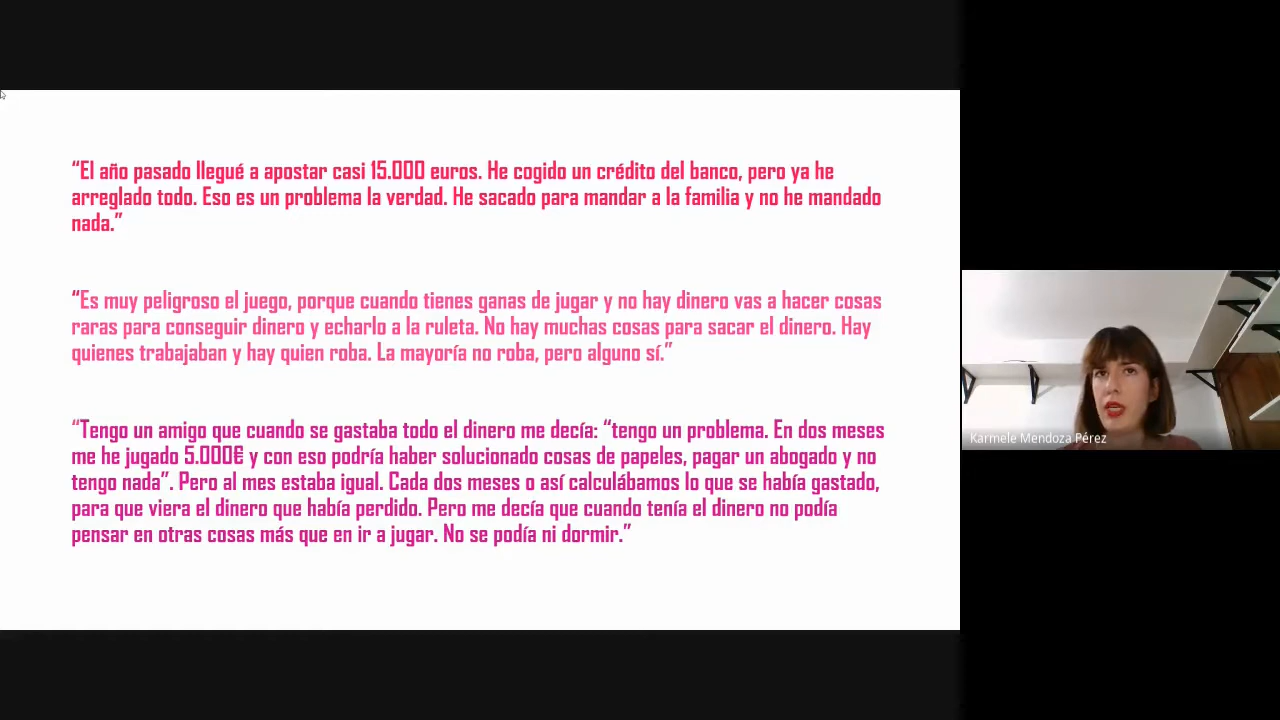 “El año pasado llegué a apostar casi 15.000 euros. He cogido un crédito del banco, pero ya he
arreglado todo. Eso es un problema la verdad. He sacado para mandar a la familia y no he mandado
nada.”
“Es muy peligroso el juego, porque cuando tienes ganas de jugar y no hay dinero vas a hacer cosas
raras para conseguir dinero y echarlo a la ruleta. No hay muchas cosas para sacar el dinero. Hay
quienes trabajaban y hay quien roba. La mayoría no roba, pero alguno sí.”
“Tengo un amigo que cuando se gastaba todo el dinero me decía: “tengo un problema. En dos meses
me he jugado 5.000€ y con eso podría haber solucionado cosas de papeles, pagar un abogado y no
tengo nada”. Pero al mes estaba igual. Cada dos meses o así calculábamos lo que se había gastado,
para que viera el dinero que había perdido. Pero me decía que cuando tenía el dinero no podía
pensar en otras cosas más que en ir a jugar. No se podía ni dormir.”
Karmele Mendoza Pérez